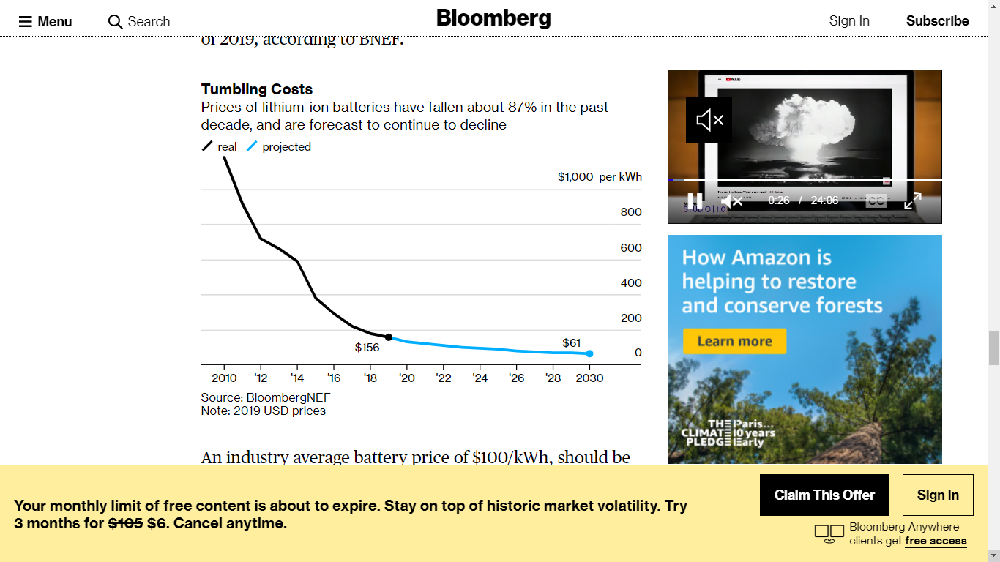 Menu
Search
Bloomberg
Sign In
Subscribe
of 2019, according to BNEF.
Tumbling Costs
Prices of lithium-ion batteries have fallen about 87% in the past
decade, and are forecast to continue to decline
real projected
$1,000 per kWh
800
600
400
200
0
$156
$61
2010 '12 '14 '16 '18 '20 '22 '24 '26 '28 2030
Source: BloombergNEF
Note: 2019 USD prices
An industry average battery price of $100/kWh, should be
YouTube
0:26 / 24:06
CC
STUDIO | 1.0
How Amazon is
helping to restore
and conserve forests
Learn more
THE Paris...
CLIMATE 10 years
PLEDGE Early
Your monthly limit of free content is about to expire. Stay on top of historic market volatility. Try
3 months for $105 $6. Cancel anytime.
Claim This Offer
Sign in
Bloomberg Anywhere
clients get free access